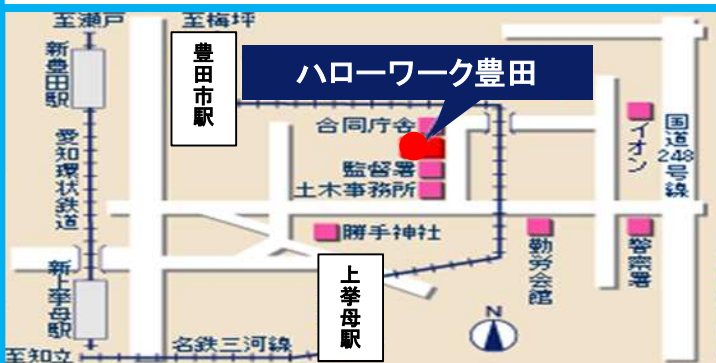 至瀬戸
至梅坪
新豊田駅
豊田市駅
ハローワーク豊田
合同庁舎
監督署
土木事務所
イオン
国道248号線
愛知環状鉄道
勝手神社
勤労会館
警察署
新上挙母駅
上挙母駅
名鉄三河線
至知立
N